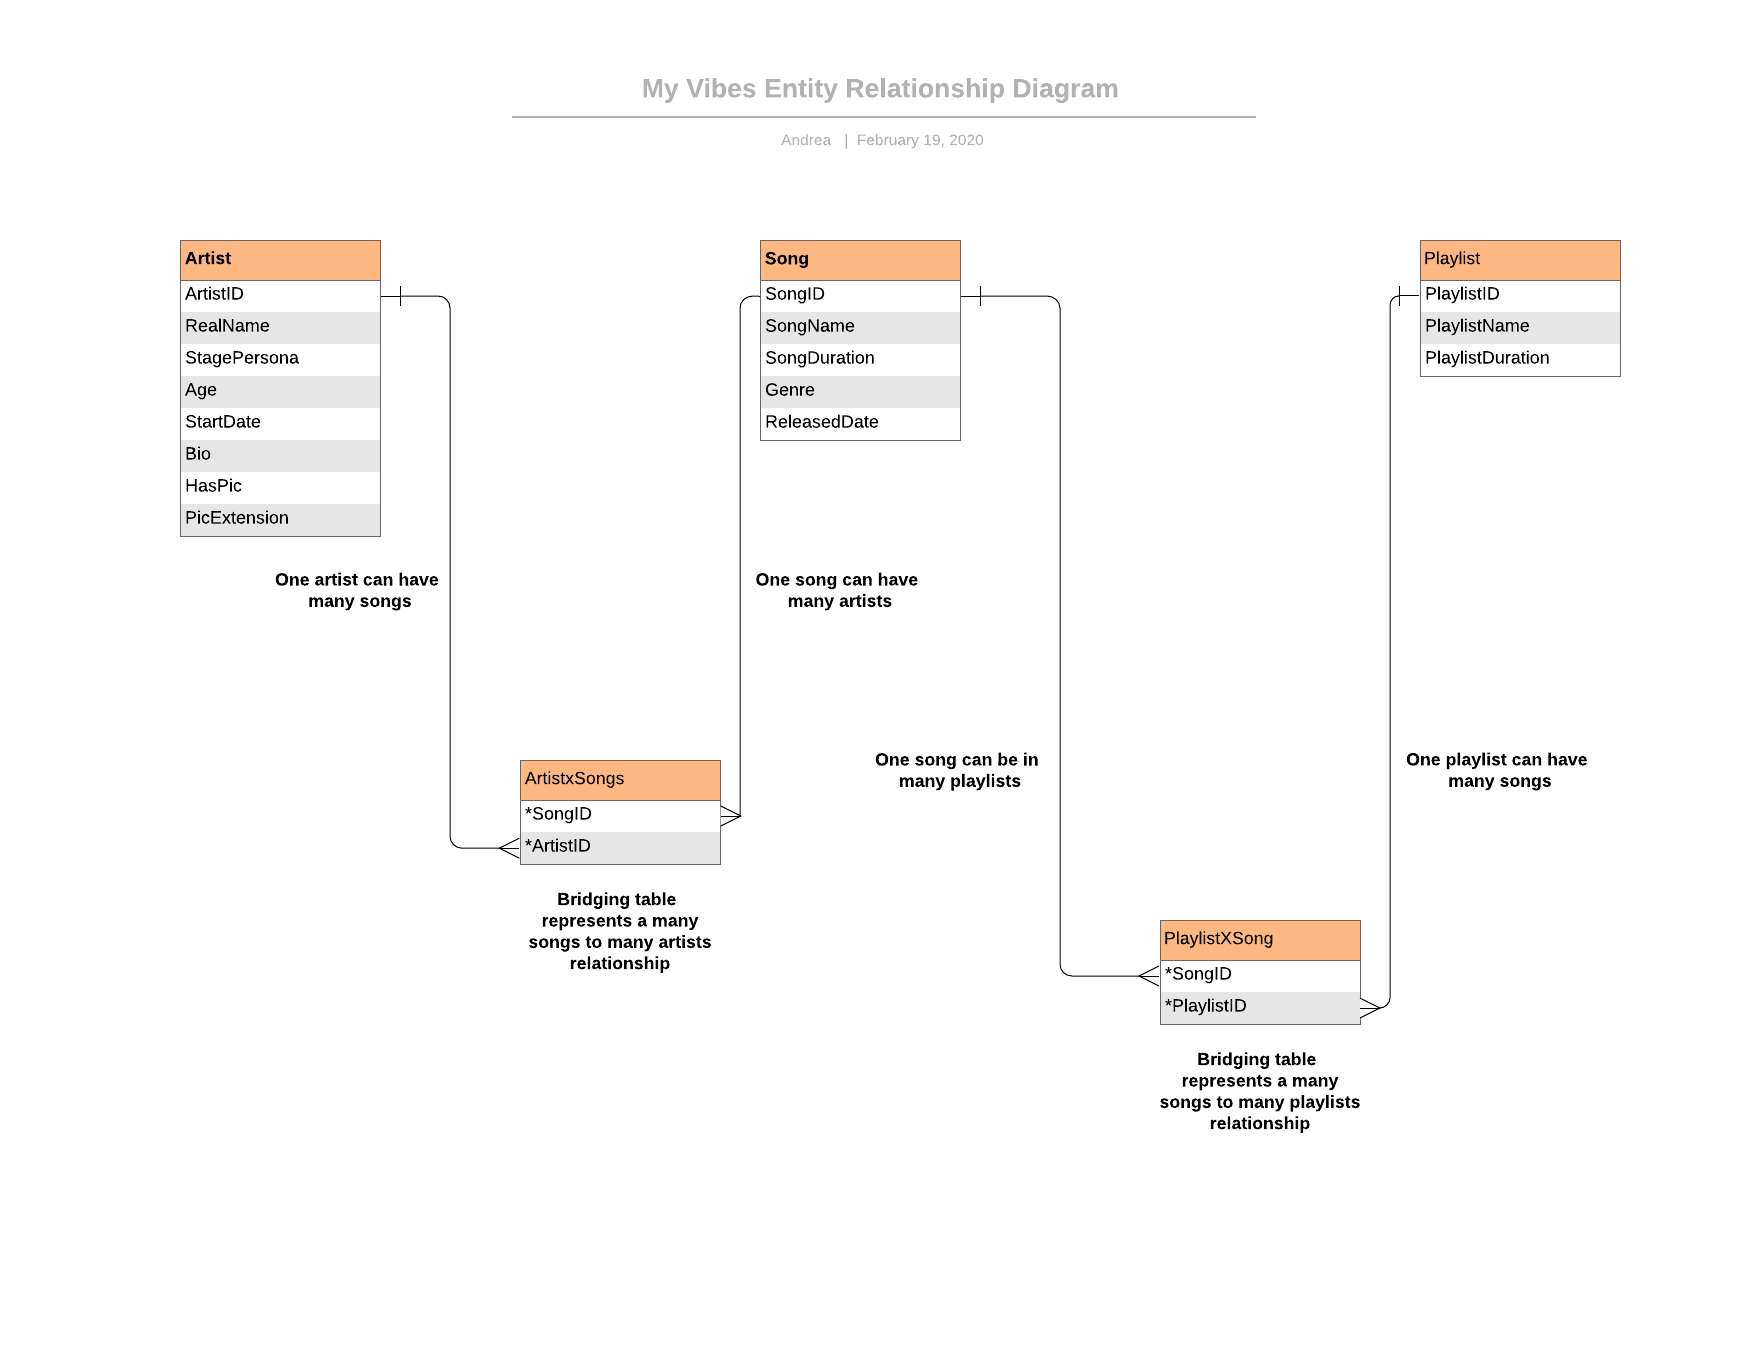 My Vibes Entity Relationship Diagram
Andrea | February 19, 2020
Artist
ArtistID
RealName
StagePersona
Age
StartDate
Bio
HasPic
PicExtension
Song
SongID
SongName
SongDuration
Genre
ReleasedDate
Playlist
PlaylistID
PlaylistName
PlaylistDuration
One artist can have
many songs
One song can have
many artists
One song can be in
many playlists
One playlist can have
many songs
ArtistxSongs
*SongID
*ArtistID
Bridging table
represents a many
songs to many artists
relationship
PlaylistXSong
*SongID
*PlaylistID
Bridging table
represents a many
songs to many playlists
relationship